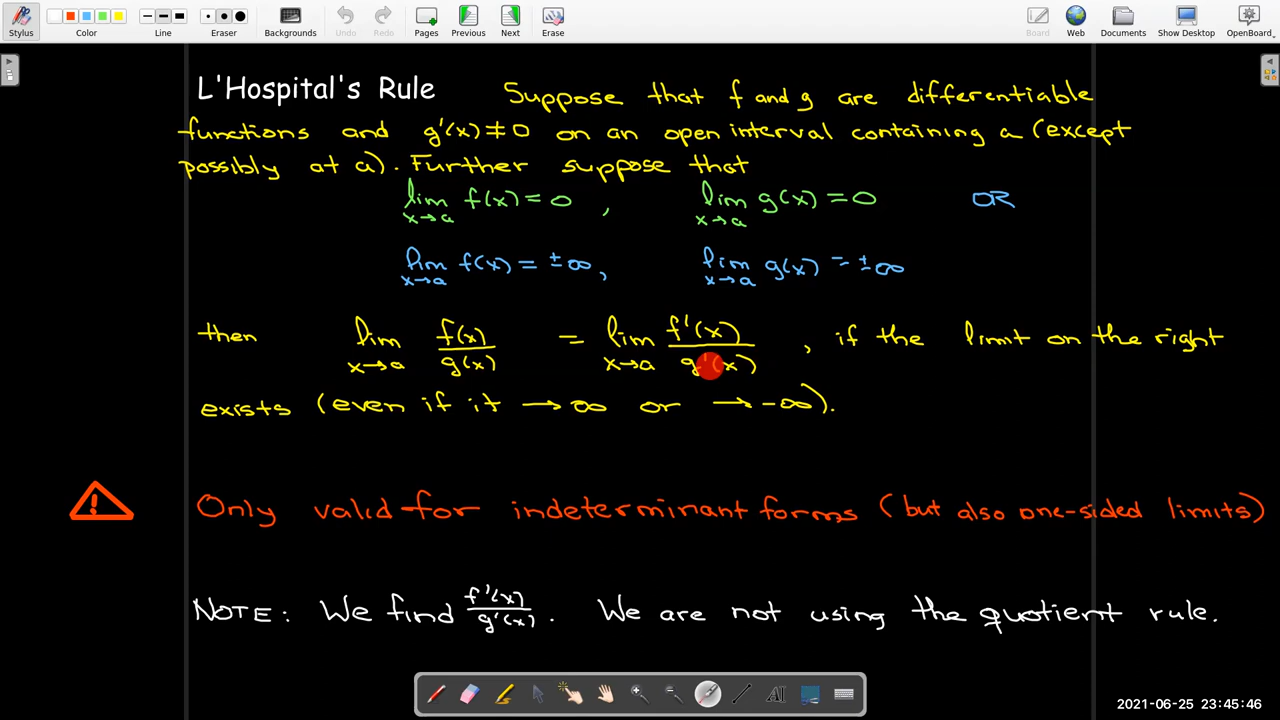 Stylus Color Line Eraser Backgrounds Undo Redo Pages Previous Next Erase Board Web Documents Show Desktop OpenBoard
L'Hospital's Rule Suppose that f and g are differentiable
functions and g'(x) ≠ 0 on an open interval containing a (except
possibly at a). Further suppose that
lim x→a f(x) = 0 , lim x→a g(x) = 0 OR
lim x→a f(x) = ±∞, lim x→a g(x) = ±∞
then lim x→a f(x)/g(x) = lim x→a f'(x)/g'(x) , if the limit on the right
exists (even if it → ∞ or → -∞).
! Only valid for indeterminant forms (but also one-sided limits)
NOTE: We find f'(x)/g'(x). We are not using the quotient rule.
AI
2021-06-25 23:45:46